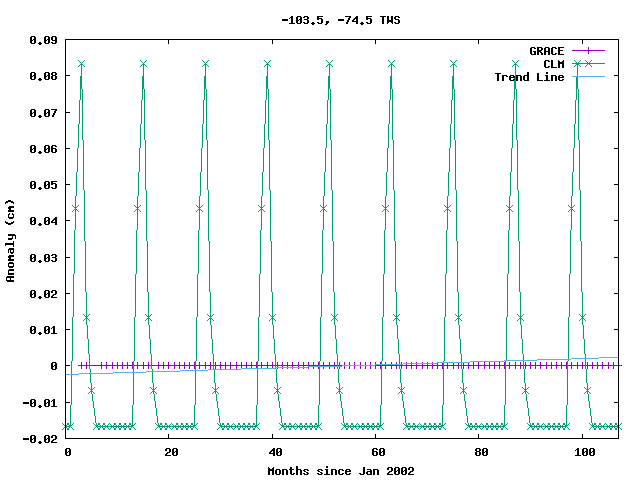 -103.5, -74.5 TWS
0.09
0.08
0.07
0.06
0.05
0.04
0.03
0.02
0.01
0
-0.01
-0.02
Anomaly (cm)
GRACE
CLM
Trend Line
0 20 40 60 80 100
Months since Jan 2002